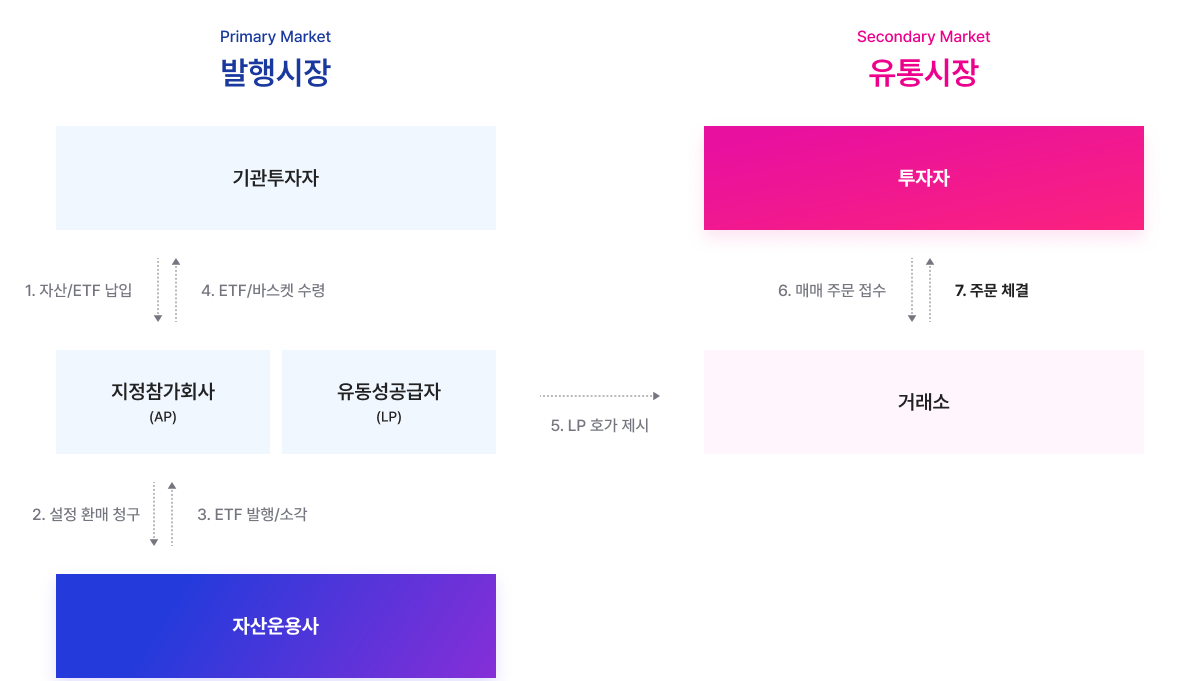 Primary Market
발행시장
기관투자자
1. 자산/ETF 납입
4. ETF/바스켓 수령
지정참가회사
(AP)
유동성공급자
(LP)
2. 설정 환매 청구
3. ETF 발행/소각
자산운용사
5. LP 호가 제시
Secondary Market
유통시장
투자자
6. 매매 주문 접수
7. 주문 체결
거래소